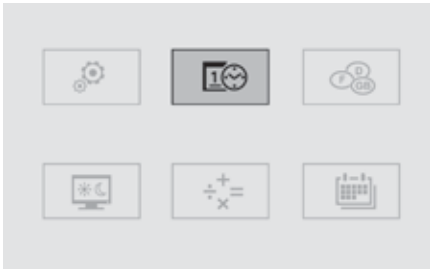 1
D
F
GB
÷ + × =